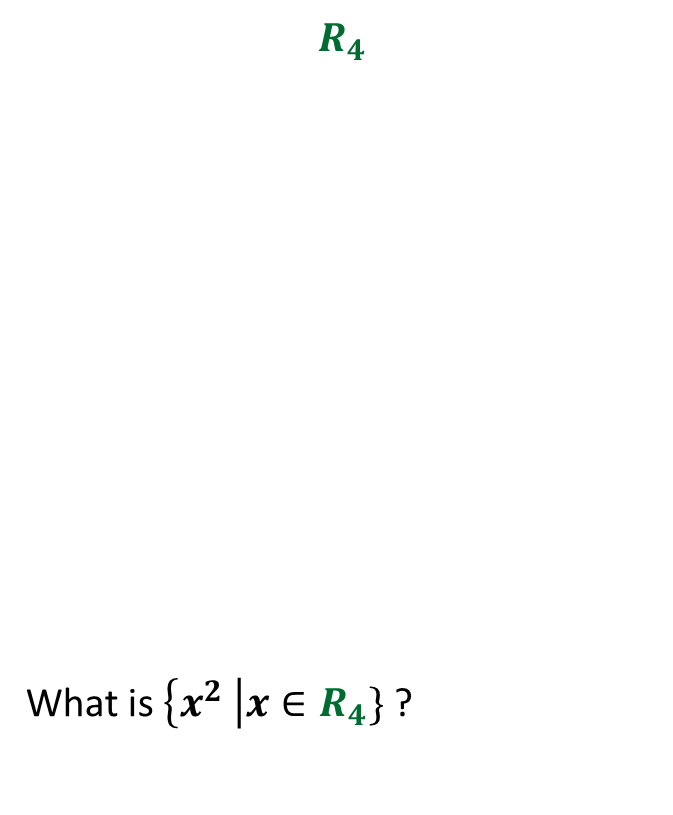 R₄
What is {x² |x ∈ R₄} ?